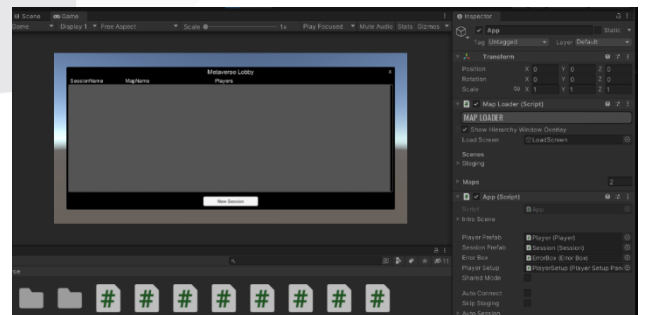 Scene Game
Game Display 1 Free Aspect Scale 1x Play Focused Mute Audio Stats Gizmos
Metaverso Lobby x
SessionName MapName Players
New Session
Inspector
App Static
Tag Untagged Layer Default
Transform
Position X 0 Y 0 Z 0
Rotation X 0 Y 0 Z 0
Scale X 1 Y 1 Z 1
Map Loader (Script)
MAP LOADER
Show Hierarchy Window Overlay
Load Screen LoadScreen
Scenes
Staging
Maps 2
App (Script)
Script App
Intro Scene
Player Prefab Player (Player)
Session Prefab Session (Session)
Error Box ErrorBox (Error Box)
Player Setup PlayerSetup (Player Setup Pan
Shared Mode
Auto Connect
Skip Staging
Auto Session